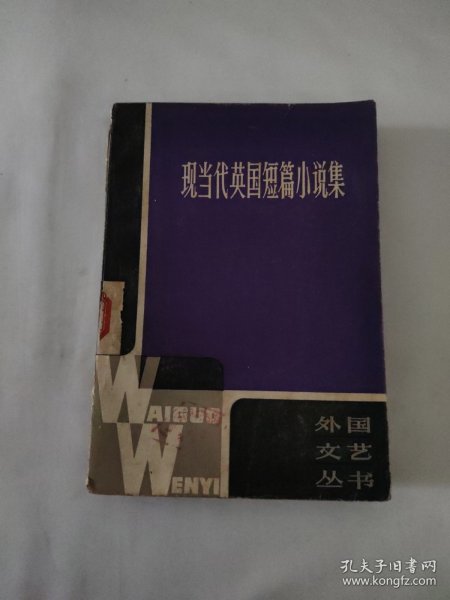 现当代英国短篇小说集
WAIGUO
WENYI
外国
文艺
丛书
孔夫子旧书网
www.kongfz.com